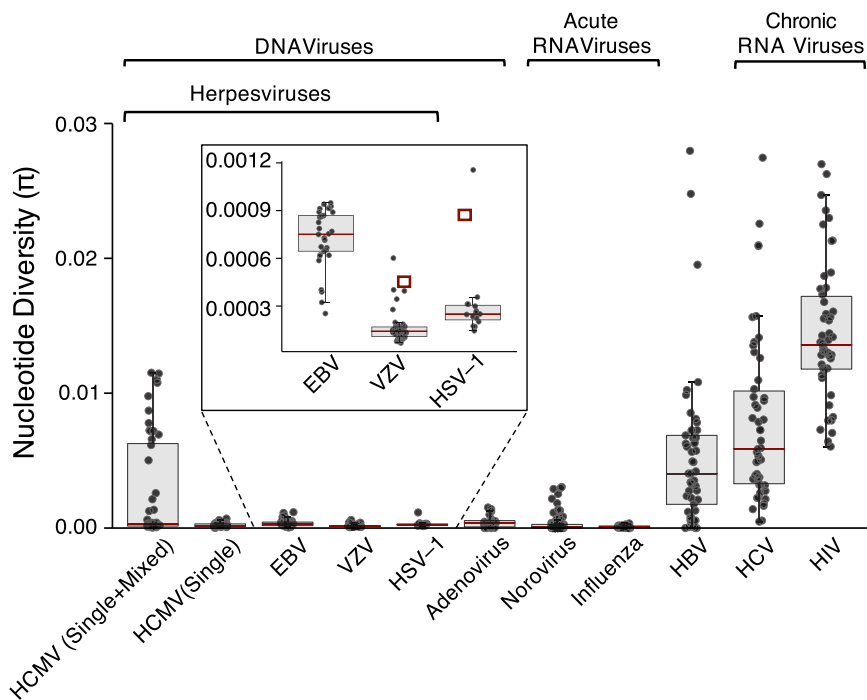 Acute
Chronic
DNAViruses
RNAViruses
RNA Viruses
Herpesviruses
0.03
0.02
0.01
0.00
Nucleotide Diversity (π)
0.0012
0.0009
0.0006
0.0003
EBV
VZV
HSV−1
HCMV (Single+Mixed)
HCMV(Single)
EBV
VZV
HSV−1
Adenovirus
Norovirus
Influenza
HBV
HCV
HIV